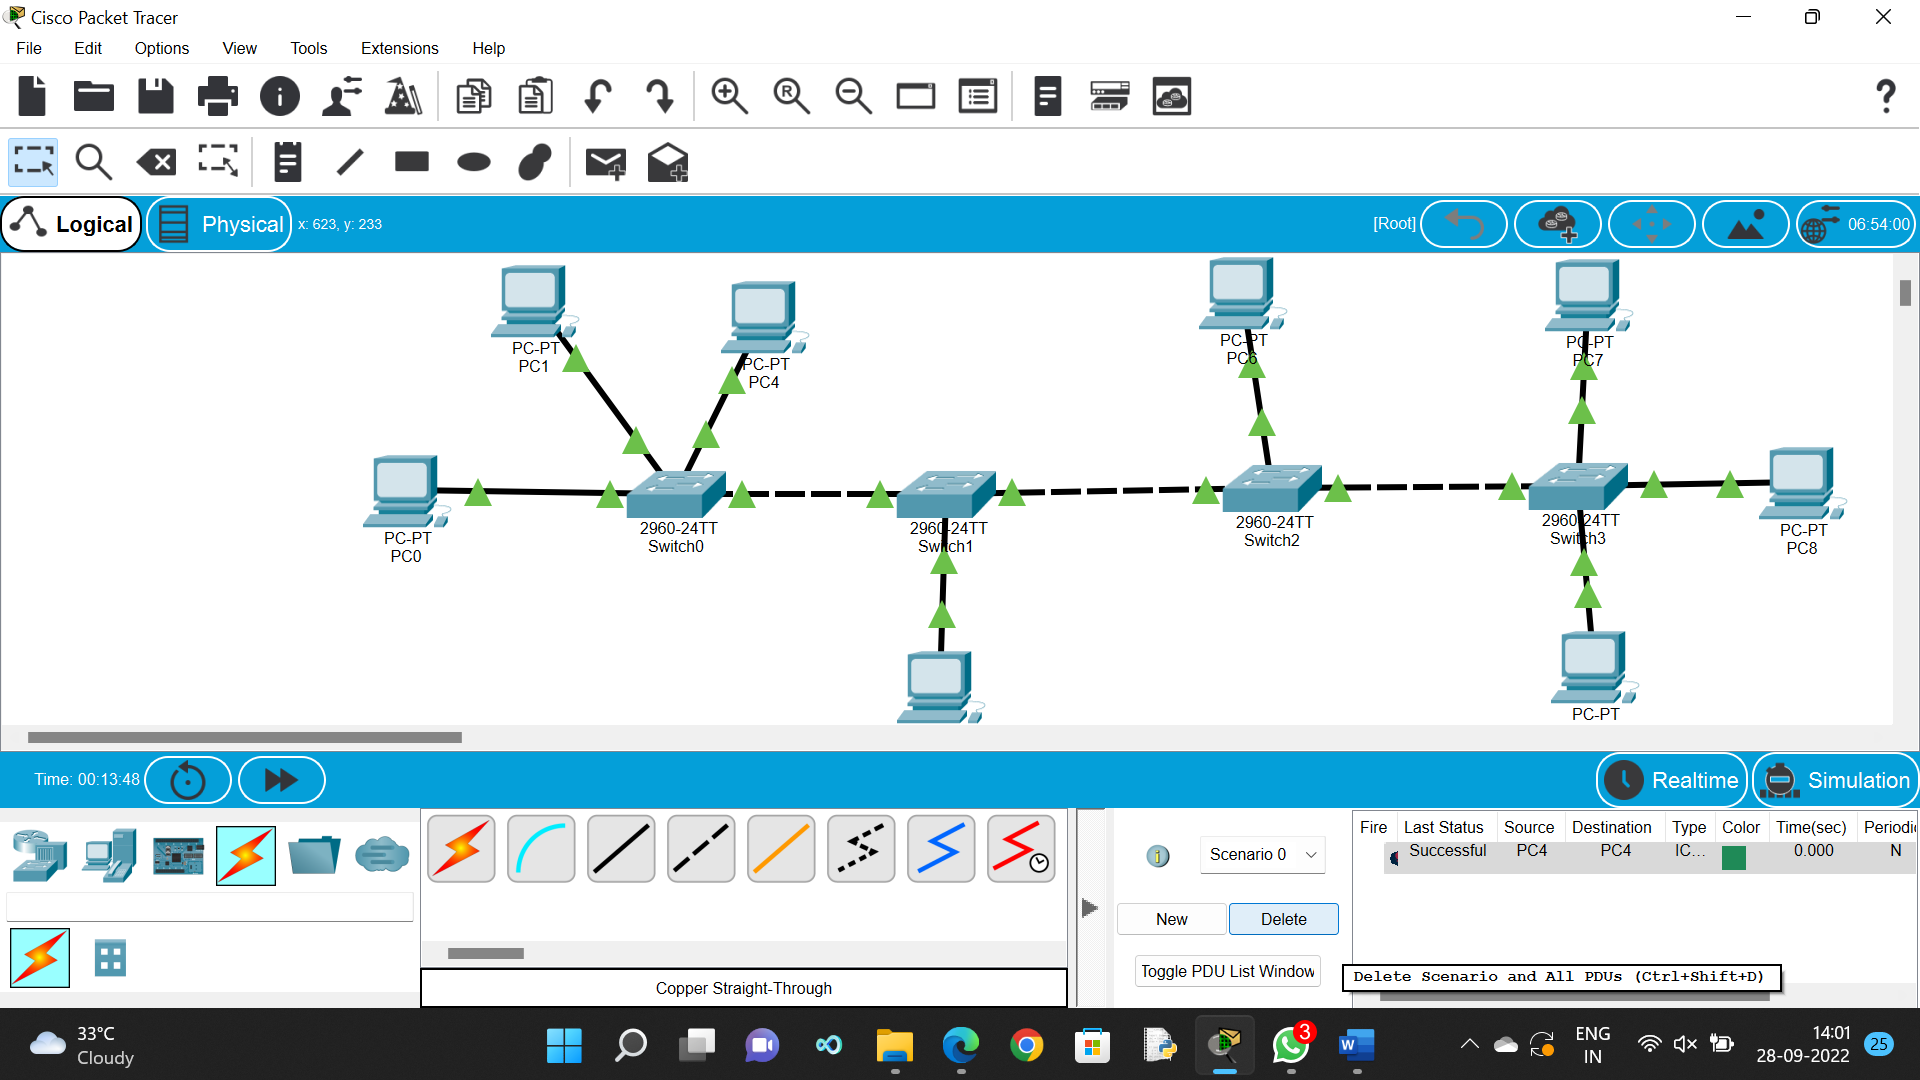 Cisco Packet Tracer
File Edit Options View Tools Extensions Help
Logical Physical x: 623, y: 233 [Root] 06:54:00
PC-PT
PC1
PC-PT
PC4
PC-PT
PC6
PC-PT
PC7
PC-PT
PC0
2960-24TT
Switch0
2960-24TT
Switch1
2960-24TT
Switch2
2960-24TT
Switch3
PC-PT
PC8
PC-PT
Time: 00:13:48 Realtime Simulation
Fire Last Status Source Destination Type Color Time(sec) Periodi
Successful PC4 PC4 IC... 0.000 N
Scenario 0
New Delete
Toggle PDU List Window
Delete Scenario and All PDUs (Ctrl+Shift+D)
Copper Straight-Through
33°C
Cloudy
3
ENG
IN
14:01
28-09-2022
25